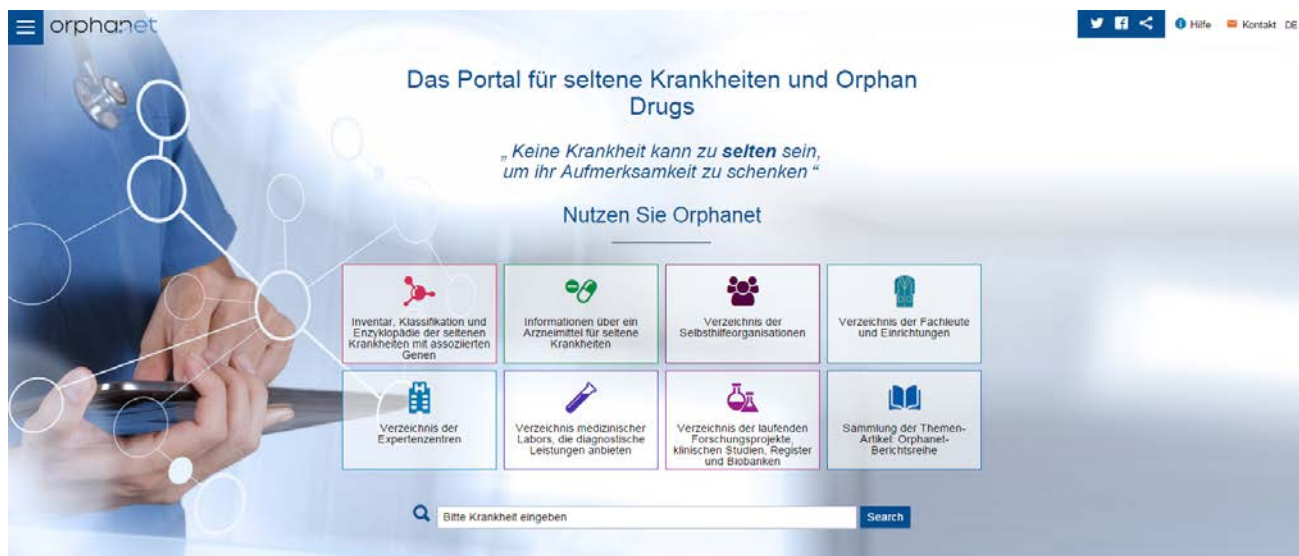 orphanet
Hilfe
Kontakt
DE
Das Portal für seltene Krankheiten und Orphan
Drugs
„ Keine Krankheit kann zu selten sein,
um ihr Aufmerksamkeit zu schenken “
Nutzen Sie Orphanet
Inventar, Klassifikation und
Enzyklopädie der seltenen
Krankheiten mit assoziierten
Genen
Informationen über ein
Arzneimittel für seltene
Krankheiten
Verzeichnis der
Selbsthilfeorganisationen
Verzeichnis der Fachleute
und Einrichtungen
Verzeichnis der
Expertenzentren
Verzeichnis medizinischer
Labors, die diagnostische
Leistungen anbieten
Verzeichnis der laufenden
Forschungsprojekte,
klinischen Studien, Register
und Biobanken
Sammlung der Themen-
Artikel: Orphanet-
Berichtsreihe
Bitte Krankheit eingeben
Search